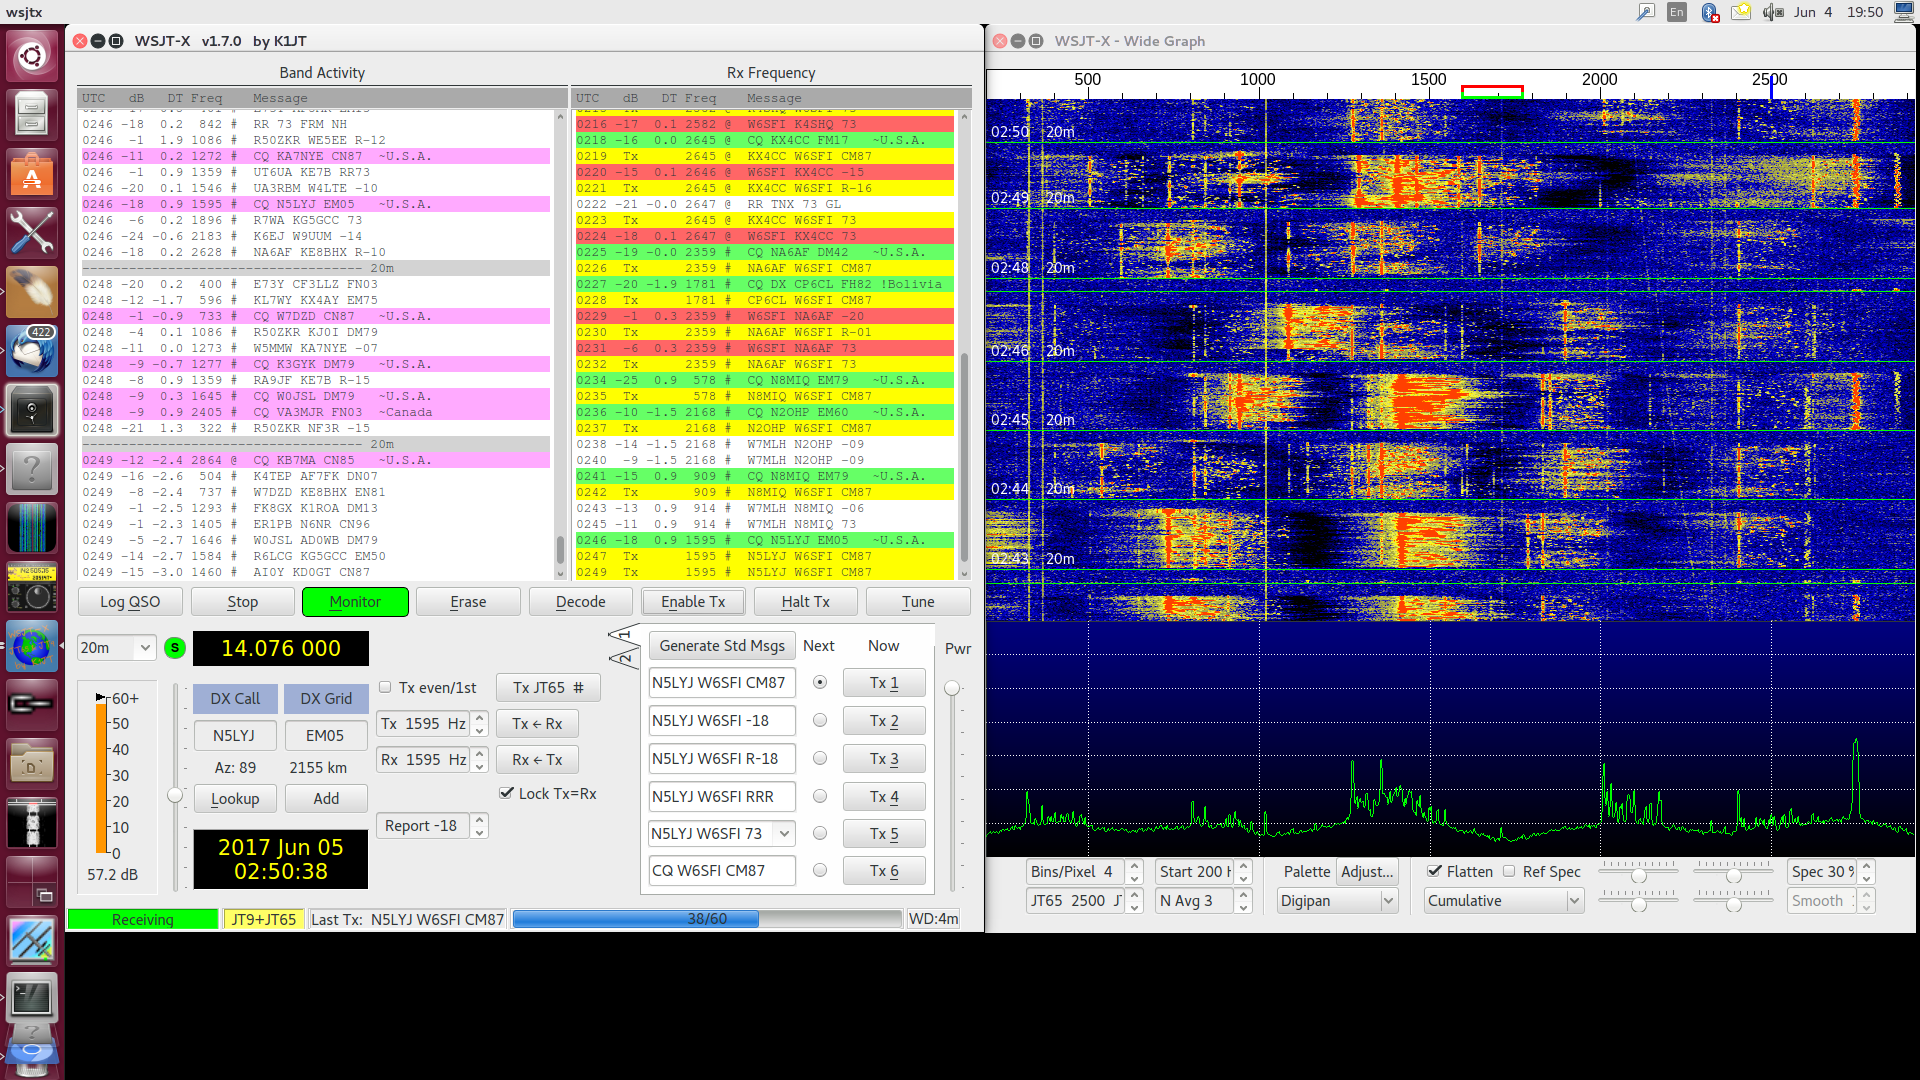 wsjtx
En
Jun 4 19:50
WSJT-X v1.7.0 by K1JT
Band Activity
UTC dB DT Freq Message
0246 -18 0.2 842 # RR 73 FRM NH
0246 -1 1.9 1086 # R50ZKR WE5EE R-12
0246 -11 0.2 1272 # CQ KA7NYE CN87 ~U.S.A.
0246 -1 0.9 1359 # UT6UA KE7B RR73
0246 -20 0.1 1546 # UA3RBM W4LTE -10
0246 -18 0.9 1595 # CQ N5LYJ EM05 ~U.S.A.
0246 -6 0.2 1896 # R7WA KG5GCC 73
0246 -24 -0.6 2183 # K6EJ W9UUM -14
0246 -18 0.2 2628 # NA6AF KE8BHX R-10
----------------------------------- 20m
0248 -20 0.2 400 # E73Y CF3LLZ FN03
0248 -12 -1.7 596 # KL7WY KX4AY EM75
0248 -1 -0.9 733 # CQ W7DZD CN87 ~U.S.A.
0248 -4 0.1 1086 # R50ZKR KJ0I DM79
0248 -11 0.0 1273 # W5MMW KA7NYE -07
0248 -9 -0.7 1277 # CQ K3GYK DM79 ~U.S.A.
0248 -8 0.9 1359 # RA9JF KE7B R-15
0248 -9 0.3 1645 # CQ W0JSL DM79 ~U.S.A.
0248 -9 0.9 2405 # CQ VA3MJR FN03 ~Canada
0248 -21 1.3 322 # R50ZKR NF3R -15
----------------------------------- 20m
0249 -12 -2.4 2864 @ CQ KB7MA CN85 ~U.S.A.
0249 -16 -2.6 504 # K4TEP AF7FK DN07
0249 -8 -2.4 737 # W7DZD KE8BHX EN81
0249 -1 -2.5 1293 # FK8GX K1ROA DM13
0249 -1 -2.3 1405 # ER1PB N6NR CN96
0249 -5 -2.7 1646 # W0JSL AD0WB DM79
0249 -14 -2.7 1584 # R6LCG KG5GCC EM50
0249 -15 -3.0 1460 # AI0Y KD0GT CN87
Rx Frequency
UTC dB DT Freq Message
0216 -17 0.1 2582 @ W6SFI K4SHQ 73
0218 -16 0.0 2645 @ CQ KX4CC FM17 ~U.S.A.
0219 Tx 2645 @ KX4CC W6SFI CM87
0220 -15 0.1 2646 @ W6SFI KX4CC -15
0221 Tx 2645 @ KX4CC W6SFI R-16
0222 -21 -0.0 2647 @ RR TNX 73 GL
0223 Tx 2645 @ KX4CC W6SFI 73
0224 -18 0.1 2647 @ W6SFI KX4CC 73
0225 -19 -0.0 2359 # CQ NA6AF DM42 ~U.S.A.
0226 Tx 2359 # NA6AF W6SFI CM87
0227 -20 -1.9 1781 # CQ DX CP6CL FH82 !Bolivia
0228 Tx 1781 # CP6CL W6SFI CM87
0229 -1 0.3 2359 # W6SFI NA6AF -20
0230 Tx 2359 # NA6AF W6SFI R-01
0231 -6 0.3 2359 # W6SFI NA6AF 73
0232 Tx 2359 # NA6AF W6SFI 73
0234 -25 0.9 578 # CQ N8MIQ EM79 ~U.S.A.
0235 Tx 578 # N8MIQ W6SFI CM87
0236 -10 -1.5 2168 # CQ N2OHP EM60 ~U.S.A.
0237 Tx 2168 # N2OHP W6SFI CM87
0238 -14 -1.5 2168 # W7MLH N2OHP -09
0240 -9 -1.5 2168 # W7MLH N2OHP -09
0241 -15 0.9 909 # CQ N8MIQ EM79 ~U.S.A.
0242 Tx 909 # N8MIQ W6SFI CM87
0243 -13 0.9 914 # W7MLH N8MIQ -06
0245 -11 0.9 914 # W7MLH N8MIQ 73
0246 -18 0.9 1595 # CQ N5LYJ EM05 ~U.S.A.
0247 Tx 1595 # N5LYJ W6SFI CM87
0249 Tx 1595 # N5LYJ W6SFI CM87
Log QSO Stop Monitor Erase Decode Enable Tx Halt Tx Tune
20m S 14.076 000
60+
50
40
30
20
10
0
57.2 dB
DX Call DX Grid
N5LYJ EM05
Az: 89 2155 km
Lookup Add
2017 Jun 05
02:50:38
Tx even/1st Tx JT65 #
Tx 1595 Hz Tx ← Rx
Rx 1595 Hz Rx ← Tx
Lock Tx=Rx
Report -18
1
2
Generate Std Msgs Next Now Pwr
N5LYJ W6SFI CM87 Tx 1
N5LYJ W6SFI -18 Tx 2
N5LYJ W6SFI R-18 Tx 3
N5LYJ W6SFI RRR Tx 4
N5LYJ W6SFI 73 Tx 5
CQ W6SFI CM87 Tx 6
Receiving JT9+JT65 Last Tx: N5LYJ W6SFI CM87 38/60 WD:4m
WSJT-X - Wide Graph
500 1000 1500 2000 2500
02:50 20m
02:49 20m
02:48 20m
02:46 20m
02:45 20m
02:44 20m
02:43 20m
Bins/Pixel 4 Start 200 Palette Adjust... Flatten Ref Spec Spec 30 %
JT65 2500 N Avg 3 Digipan Cumulative Smooth
422